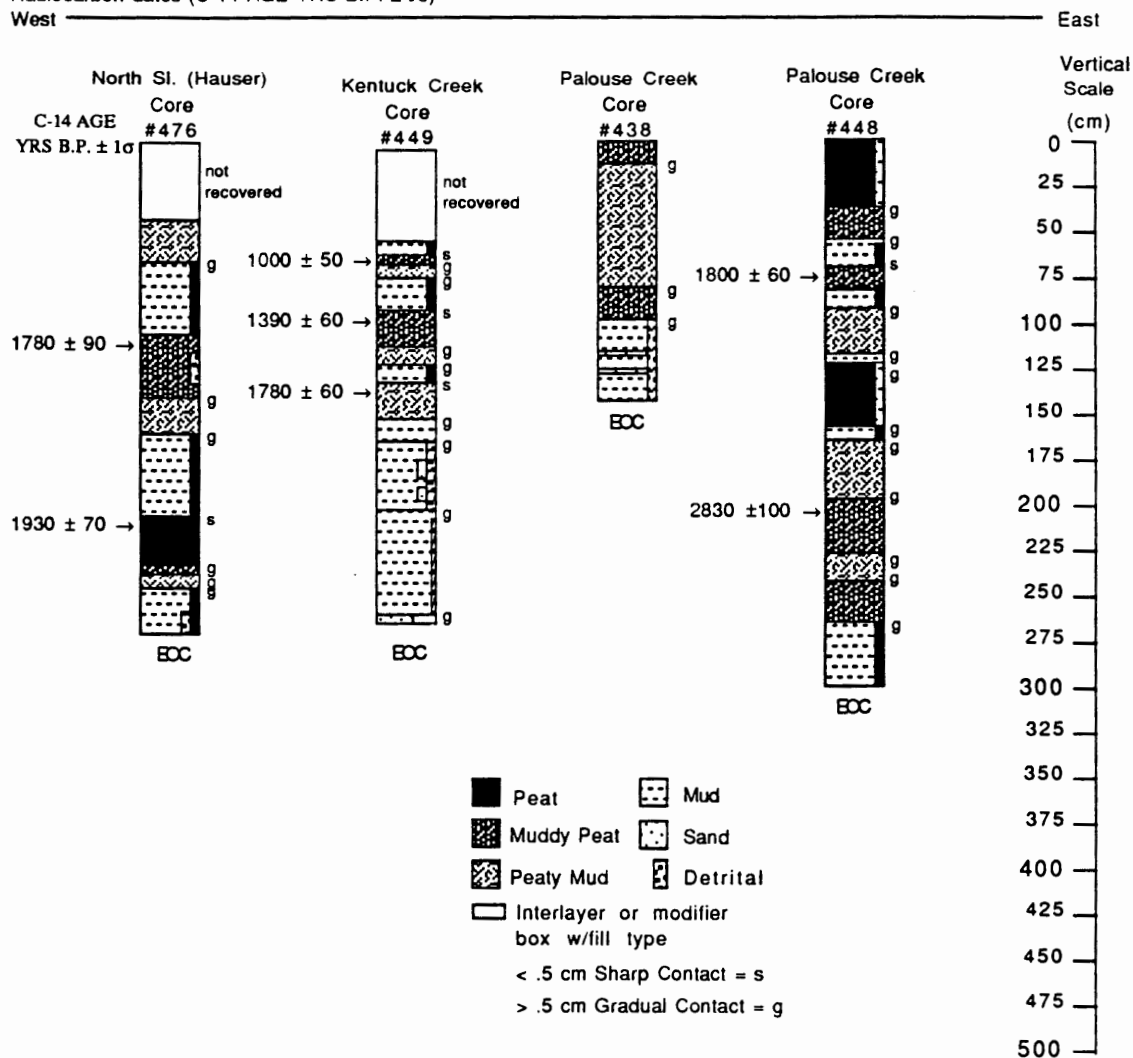 West East
North Sl. (Hauser)
Core
#476
C-14 AGE
YRS B.P. ± 1σ
not
recovered
g
1780 ± 90 →
g
g
1930 ± 70 →
s
g
g
g
EOC
Kentuck Creek
Core
#449
not
recovered
1000 ± 50 →
s
g
g
1390 ± 60 →
s
g
g
1780 ± 60 →
s
g
g
g
g
EOC
Palouse Creek
Core
#438
g
g
g
EOC
Palouse Creek
Core
#448
g
g
1800 ± 60 →
s
g
g
g
g
g
2830 ±100 →
g
g
g
g
EOC
Vertical
Scale
(cm)
0
25
50
75
100
125
150
175
200
225
250
275
300
325
350
375
400
425
450
475
500
Peat
Mud
Muddy Peat
Sand
Peaty Mud
Detrital
Interlayer or modifier
box w/fill type
< .5 cm Sharp Contact = s
> .5 cm Gradual Contact = g